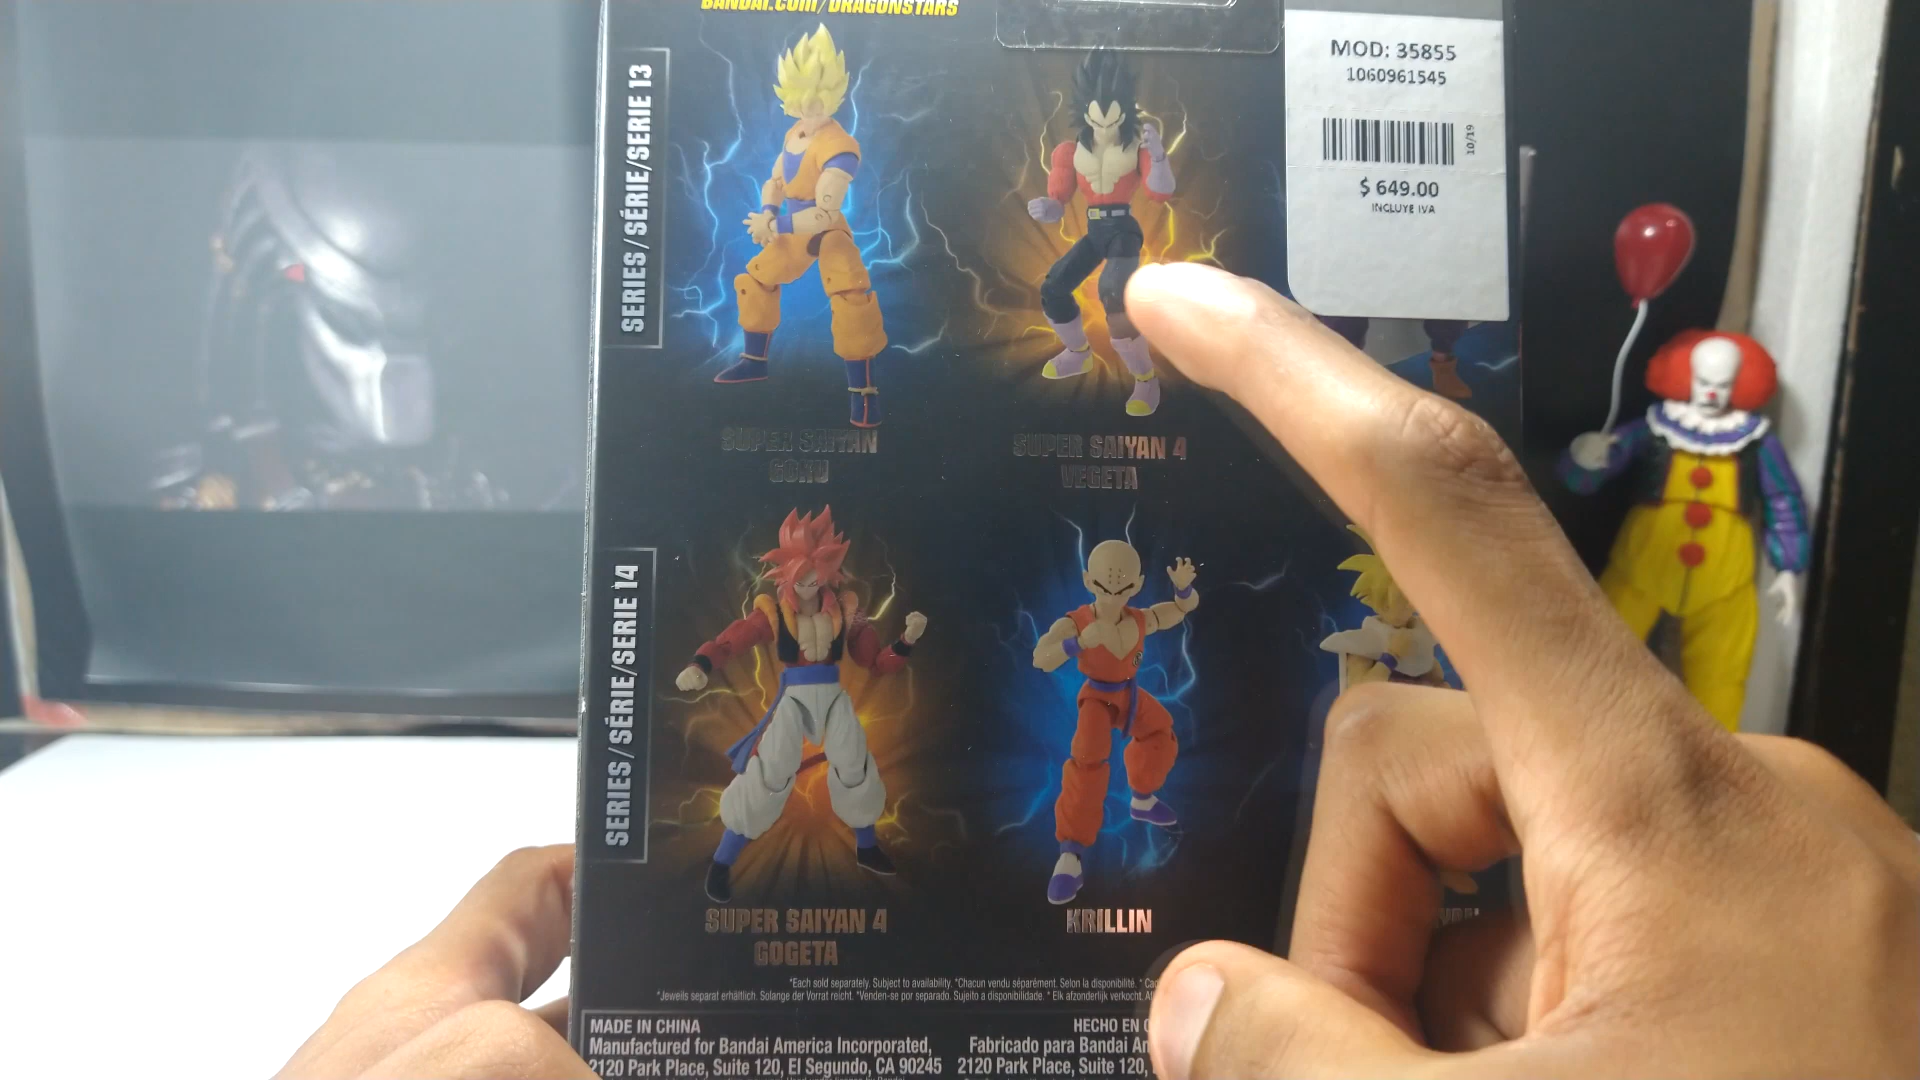 BANDAI.COM/DRAGONSTARS
SERIES/SÉRIE/SERIE 13
SUPER SAIYAN
GOKU
SUPER SAIYAN 4
VEGETA
MOD: 35855
1060961545
10/19
$ 649.00
INCLUYE IVA
SERIES/SÉRIE/SERIE 14
SUPER SAIYAN 4
GOGETA
KRILLIN
*Each sold separately. Subject to availability. *Chacun vendu séparément. Selon la disponibilité. *
*Jeweils separat erhältlich. Solange der Vorrat reicht. *Venden-se por separado. Sujeito a disponibilidade. * Elk afzonderlijk verkocht.
MADE IN CHINA
Manufactured for Bandai America Incorporated,
2120 Park Place, Suite 120, El Segundo, CA 90245
HECHO EN
Fabricado para Bandai
2120 Park Place, Suite 120,